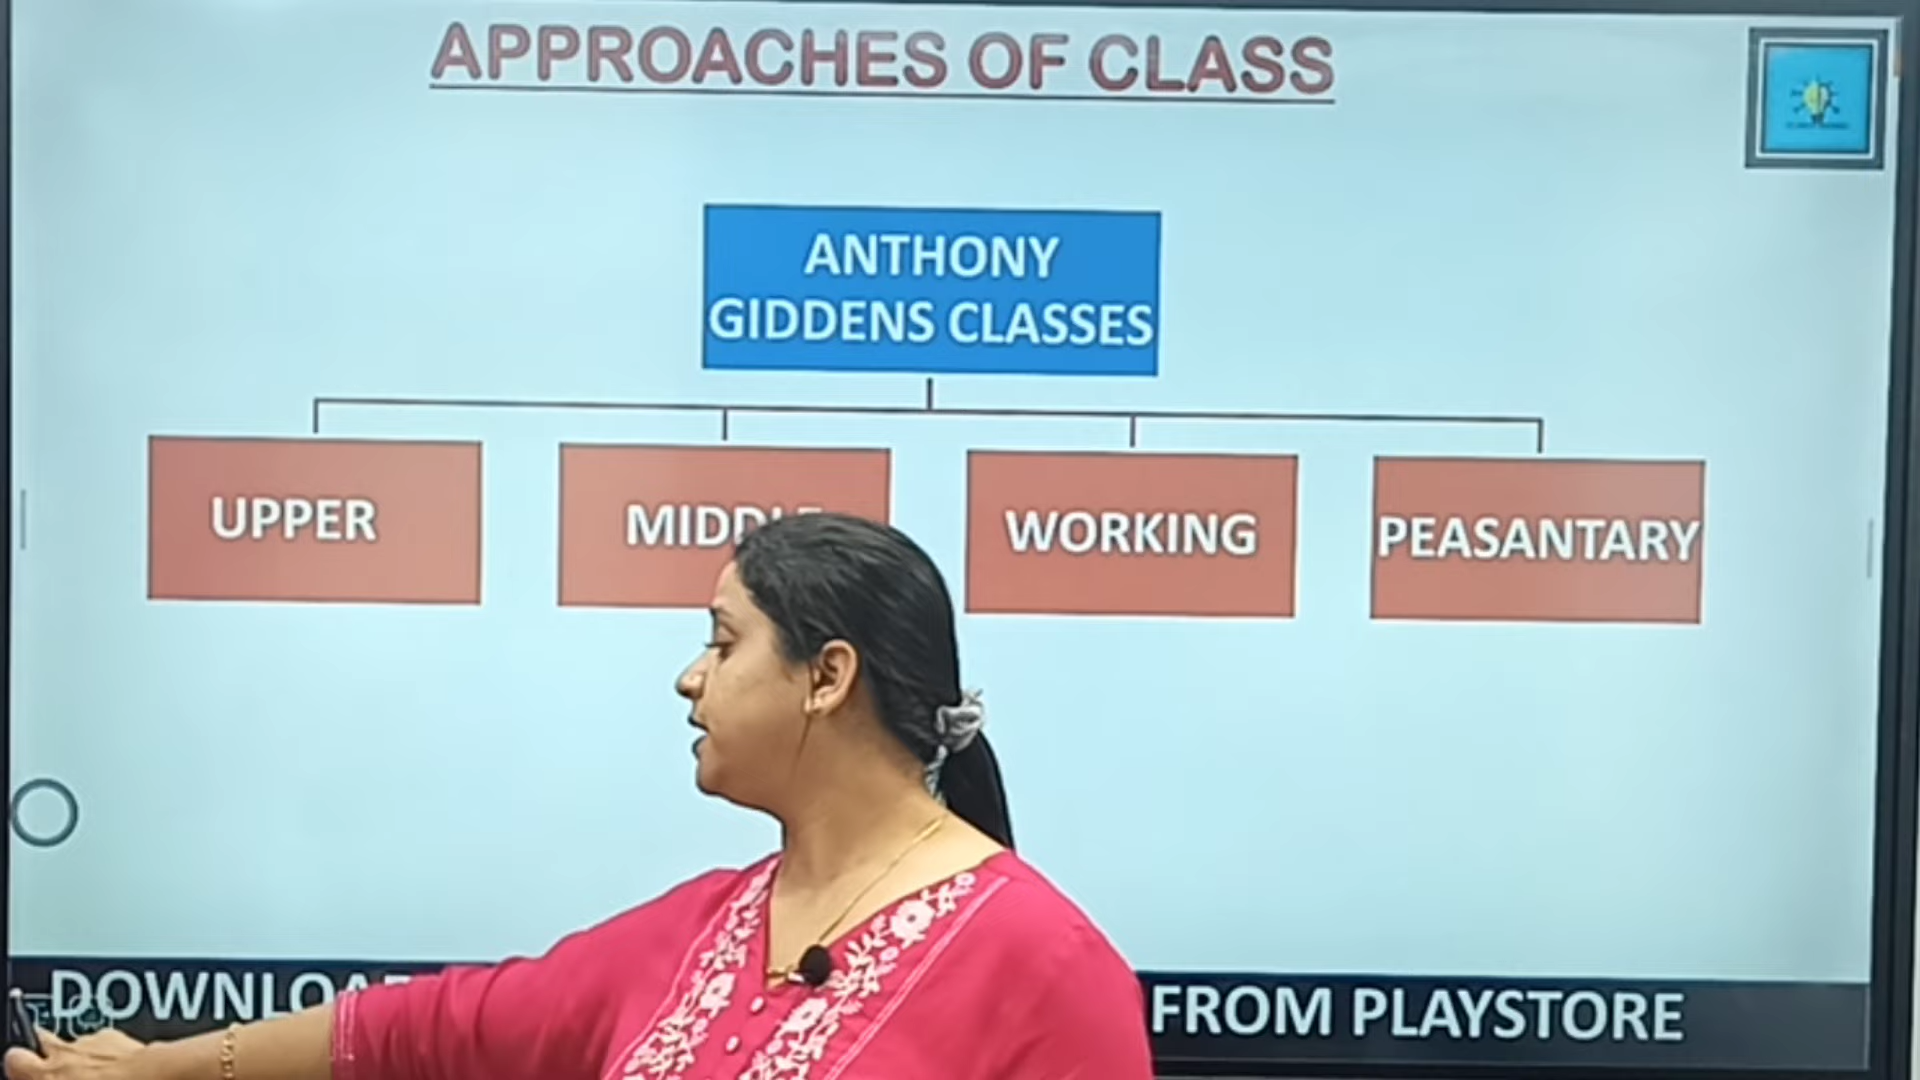 APPROACHES OF CLASS
ANTHONY
GIDDENS CLASSES
UPPER
WORKING
PEASANTARY
FROM PLAYSTORE